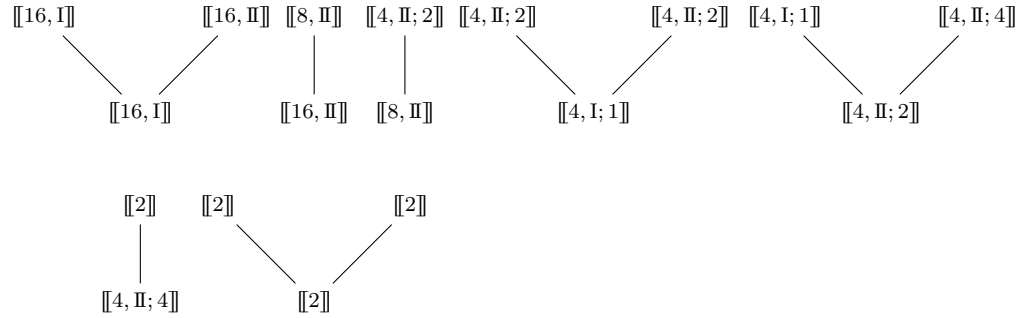 ⟦16, I⟧ ⟦16, II⟧ ⟦8, II⟧ ⟦4, II; 2⟧ ⟦4, II; 2⟧ ⟦4, II; 2⟧ ⟦4, I; 1⟧ ⟦4, II; 4⟧
⟦16, I⟧ ⟦16, II⟧ ⟦8, II⟧ ⟦4, I; 1⟧ ⟦4, II; 2⟧
⟦2⟧ ⟦2⟧ ⟦2⟧
⟦4, II; 4⟧ ⟦2⟧